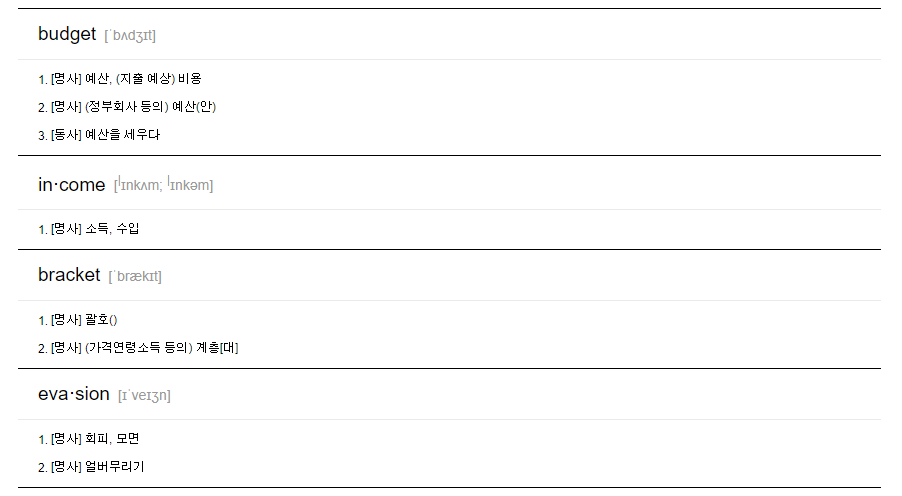 budget [ˈbʌdʒɪt]
1. [명사] 예산, (지출 예상) 비용
2. [명사] (정부회사 등의) 예산(안)
3. [동사] 예산을 세우다
in·come [|ɪnkʌm; |ɪnkəm]
1. [명사] 소득, 수입
bracket [ˈbrækɪt]
1. [명사] 괄호()
2. [명사] (가격연령소득 등의) 계층[대]
eva·sion [ɪˈveɪʒn]
1. [명사] 회피, 모면
2. [명사] 얼버무리기